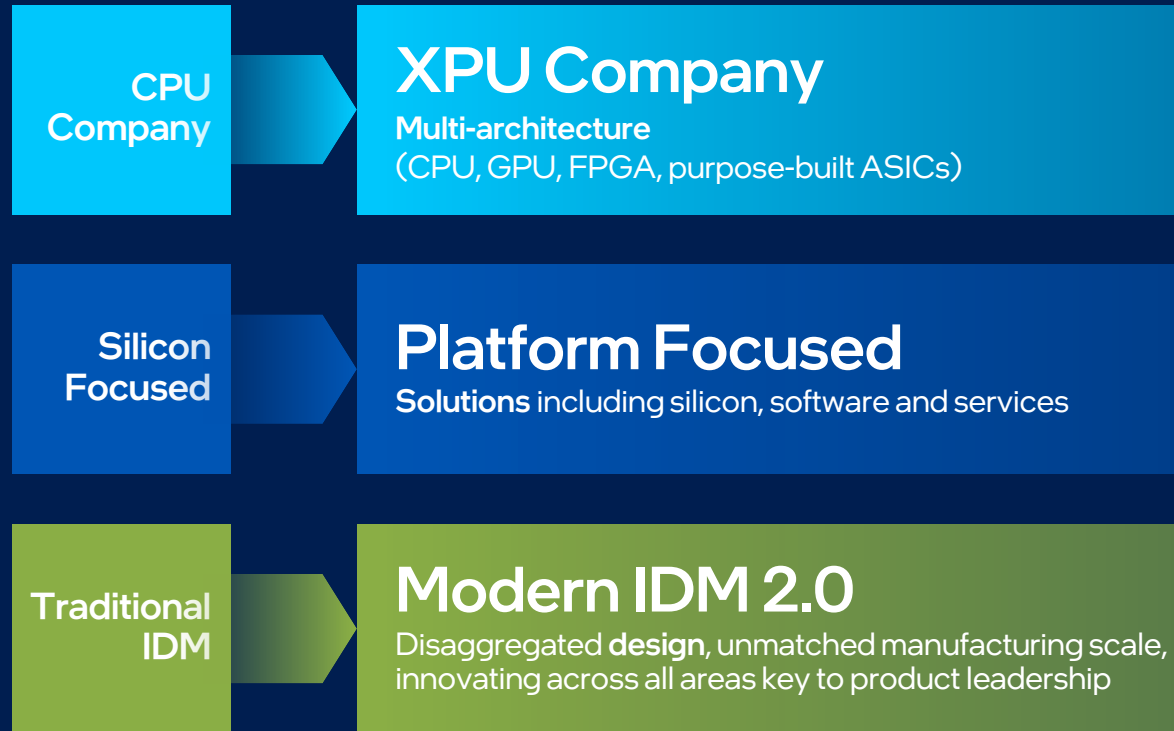 CPU
Company
XPU Company
Multi-architecture
(CPU, GPU, FPGA, purpose-built ASICs)
Silicon
Focused
Platform Focused
Solutions including silicon, software and services
Traditional
IDM
Modern IDM 2.0
Disaggregated design, unmatched manufacturing scale,
innovating across all areas key to product leadership